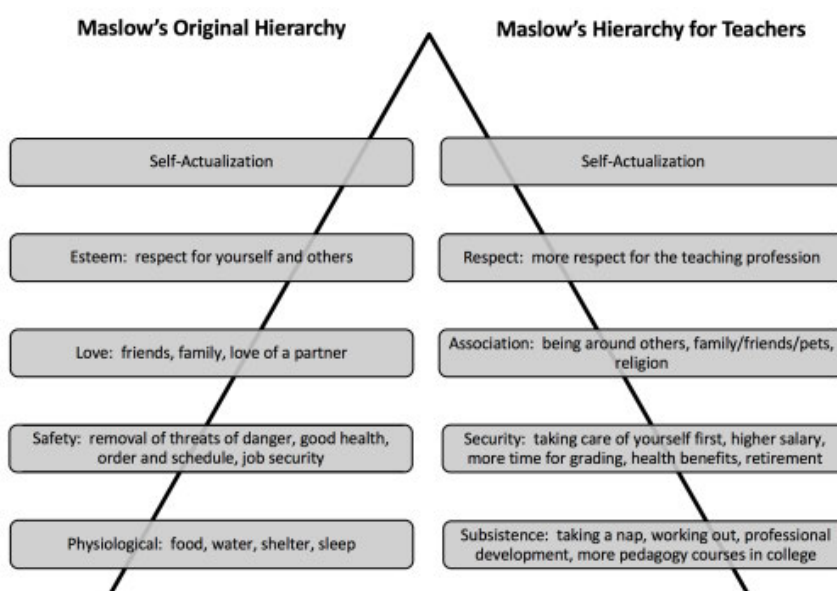 Maslow's Original Hierarchy
Maslow's Hierarchy for Teachers
Self-Actualization
Self-Actualization
Esteem: respect for yourself and others
Respect: more respect for the teaching profession
Love: friends, family, love of a partner
Association: being around others, family/friends/pets,
religion
Safety: removal of threats of danger, good health,
order and schedule, job security
Security: taking care of yourself first, higher salary,
more time for grading, health benefits, retirement
Physiological: food, water, shelter, sleep
Subsistence: taking a nap, working out, professional
development, more pedagogy courses in college